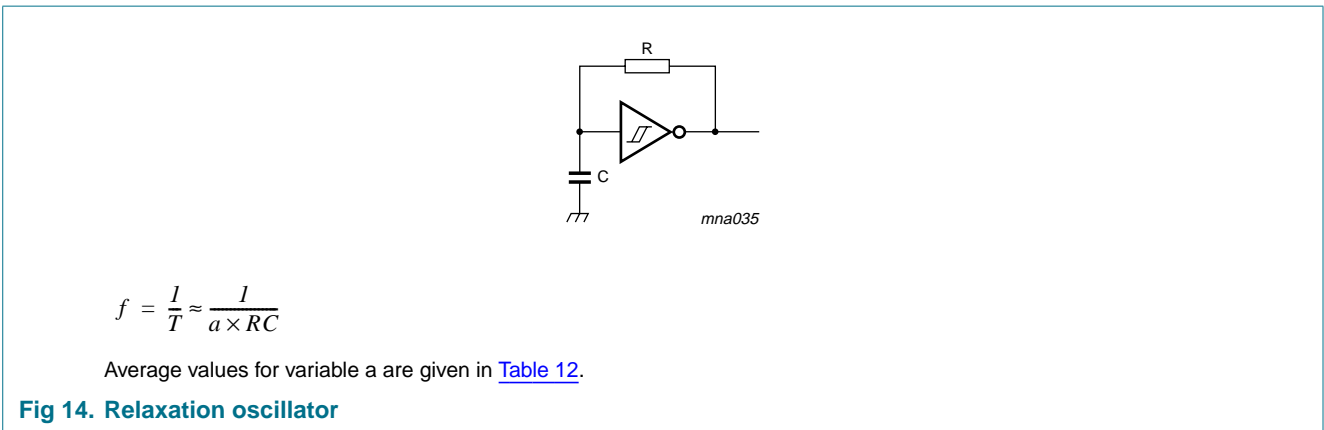 R
C
mna035
f = 1/T ≈ 1/(a × RC)
Average values for variable a are given in Table 12.
Fig 14. Relaxation oscillator